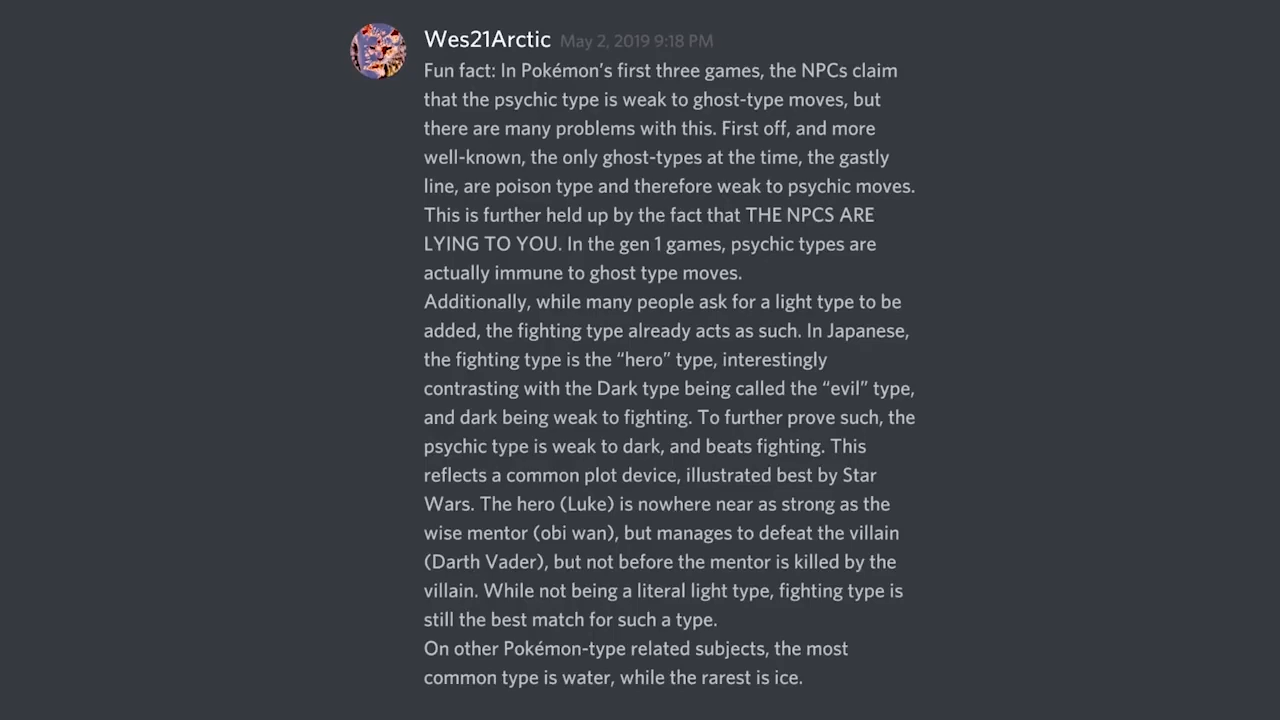 Wes21Arctic May 2, 2019 9:18 PM
Fun fact: In Pokémon's first three games, the NPCs claim
that the psychic type is weak to ghost-type moves, but
there are many problems with this. First off, and more
well-known, the only ghost-types at the time, the gastly
line, are poison type and therefore weak to psychic moves.
This is further held up by the fact that THE NPCS ARE
LYING TO YOU. In the gen 1 games, psychic types are
actually immune to ghost type moves.
Additionally, while many people ask for a light type to be
added, the fighting type already acts as such. In Japanese,
the fighting type is the “hero” type, interestingly
contrasting with the Dark type being called the “evil” type,
and dark being weak to fighting. To further prove such, the
psychic type is weak to dark, and beats fighting. This
reflects a common plot device, illustrated best by Star
Wars. The hero (Luke) is nowhere near as strong as the
wise mentor (obi wan), but manages to defeat the villain
(Darth Vader), but not before the mentor is killed by the
villain. While not being a literal light type, fighting type is
still the best match for such a type.
On other Pokémon-type related subjects, the most
common type is water, while the rarest is ice.